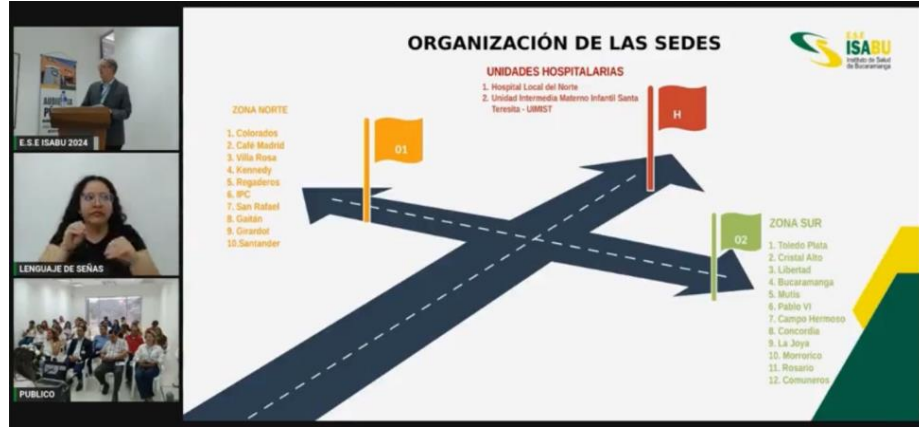 E.S.E ISABU 2024
LENGUAJE DE SEÑAS
PUBLICO
ORGANIZACIÓN DE LAS SEDES
E.S.E
ISABU
Instituto de Salud
de Bucaramanga
UNIDADES HOSPITALARIAS
1. Hospital Local del Norte
2. Unidad Intermedia Materno Infantil Santa
Teresita - UIMIST
H
ZONA NORTE
1. Colorados
2. Café Madrid
3. Villa Rosa
4. Kennedy
5. Regaderos
6. IPC
7. San Rafael
8. Gaitán
9. Girardot
10.Santander
01
02
ZONA SUR
1. Toledo Plata
2. Cristal Alto
3. Libertad
4. Bucaramanga
5. Mutis
6. Pablo VI
7. Campo Hermoso
8. Concordia
9. La Joya
10. Morrorico
11. Rosario
12. Comuneros